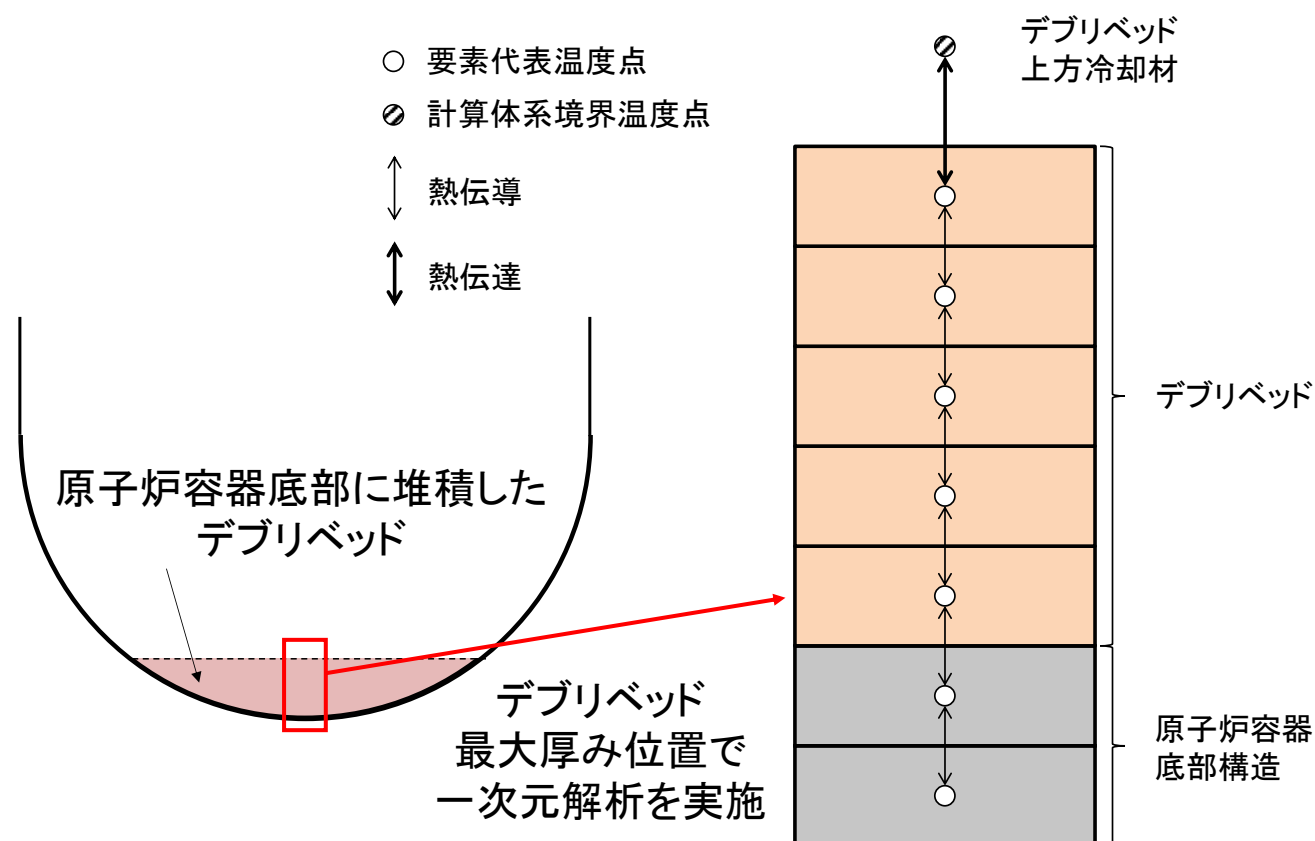 要素代表温度点
計算体系境界温度点
熱伝導
熱伝達
原子炉容器底部に堆積した
デブリベッド
デブリベッド
最大厚み位置で
一次元解析を実施
デブリベッド
上方冷却材
デブリベッド
原子炉容器
底部構造